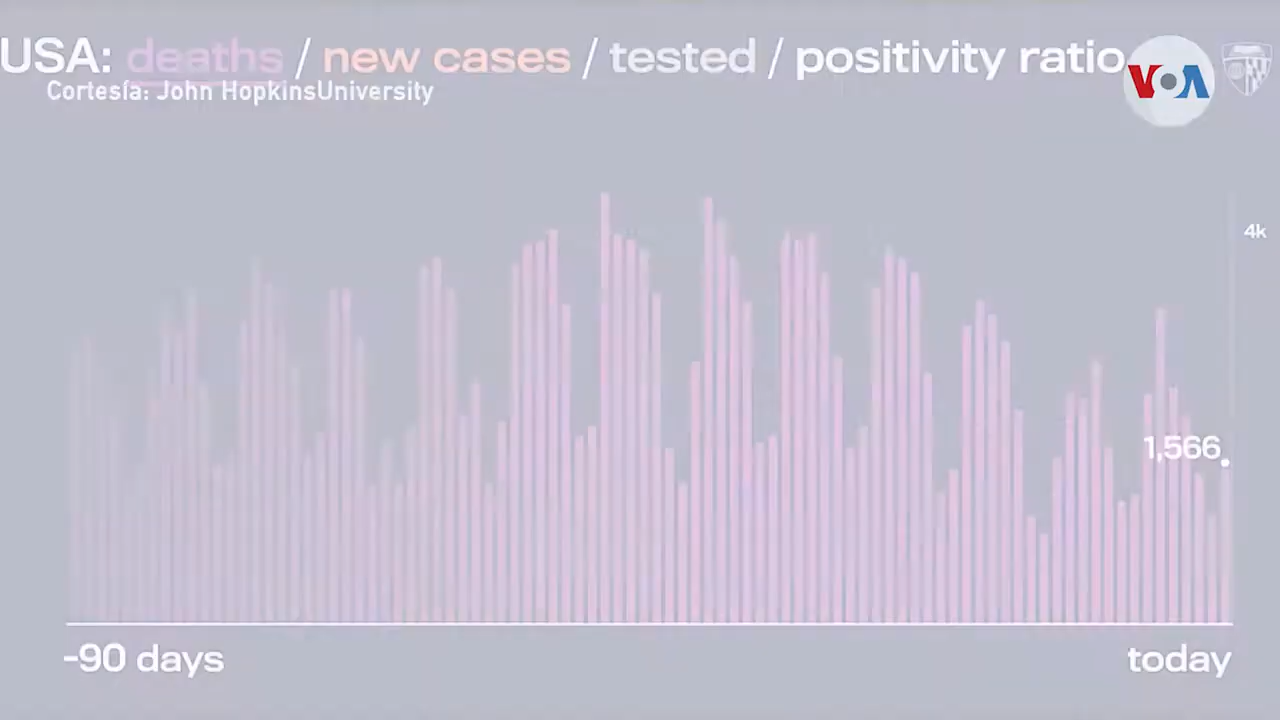 USA: deaths / new cases / tested / positivity ratio
Cortesía: John HopkinsUniversity
VOA
4k
1,566
-90 days
today